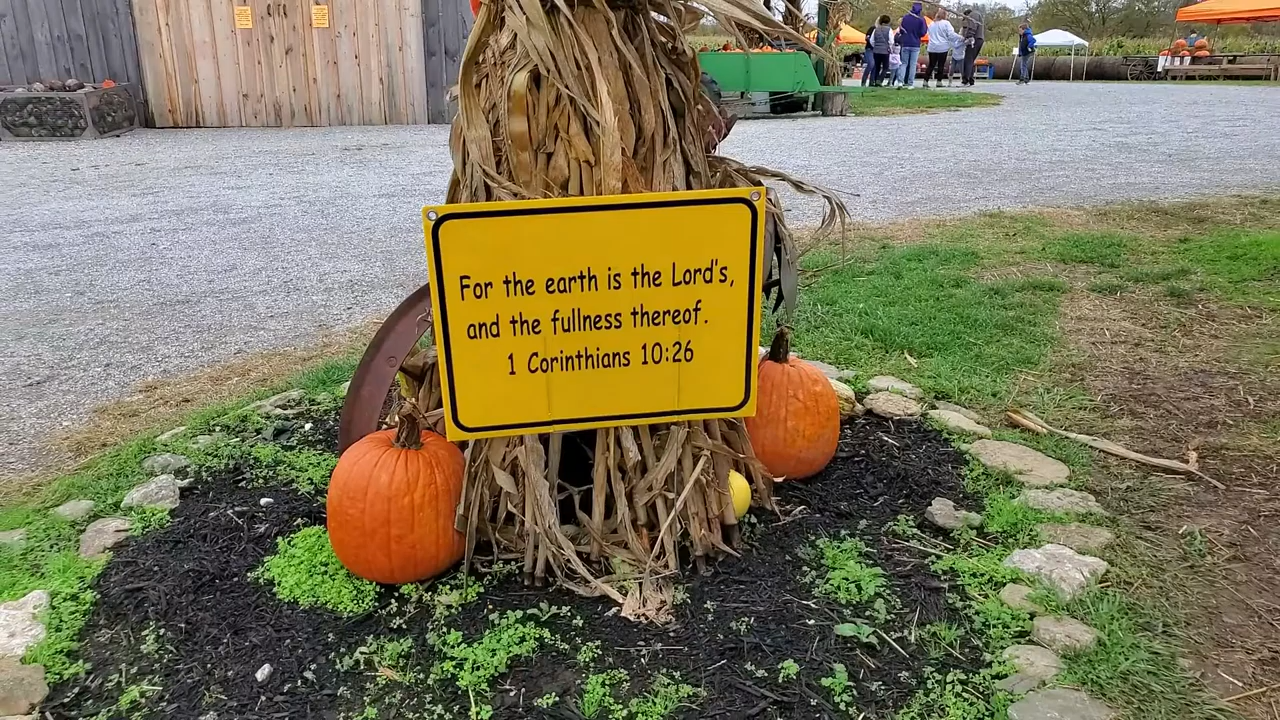 For the earth is the Lord's,
and the fullness thereof.
1 Corinthians 10:26